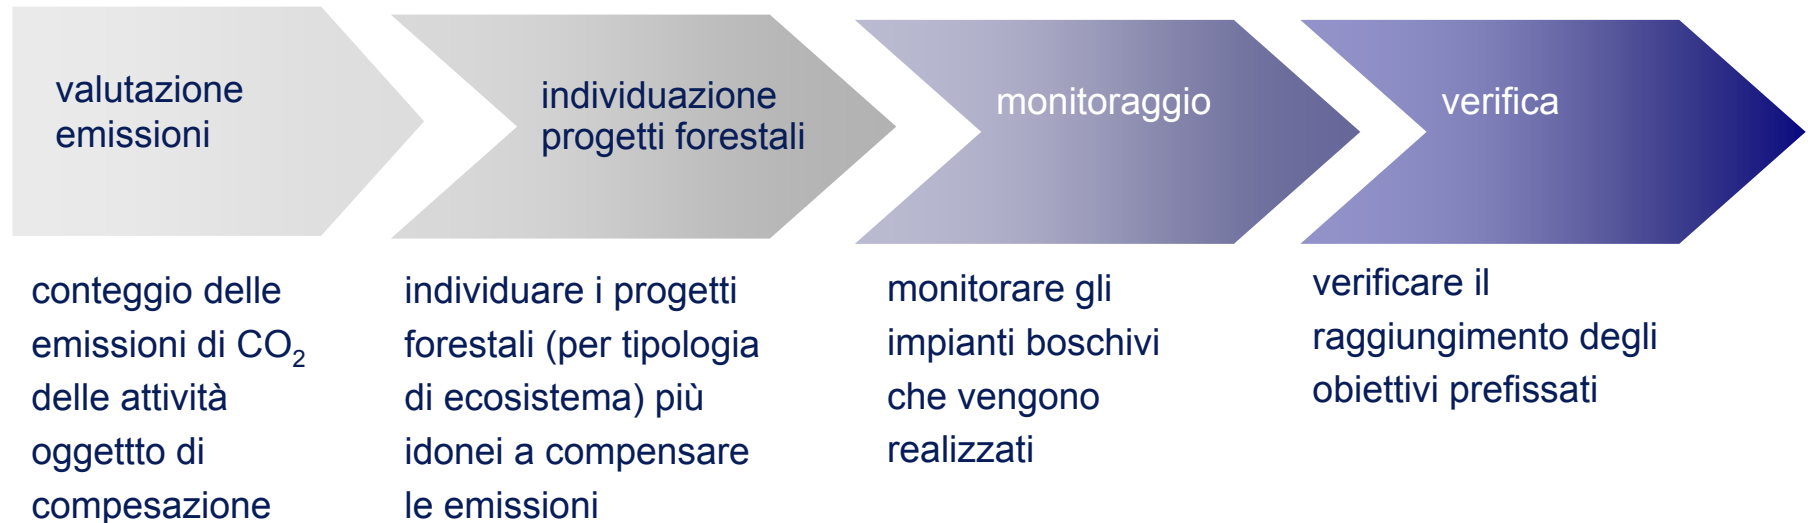 valutazione
emissioni
individuazione
progetti forestali
monitoraggio
verifica
conteggio delle
emissioni di CO₂
delle attività
oggettto di
compesazione
individuare i progetti
forestali (per tipologia
di ecosistema) più
idonei a compensare
le emissioni
monitorare gli
impianti boschivi
che vengono
realizzati
verificare il
raggiungimento degli
obiettivi prefissati